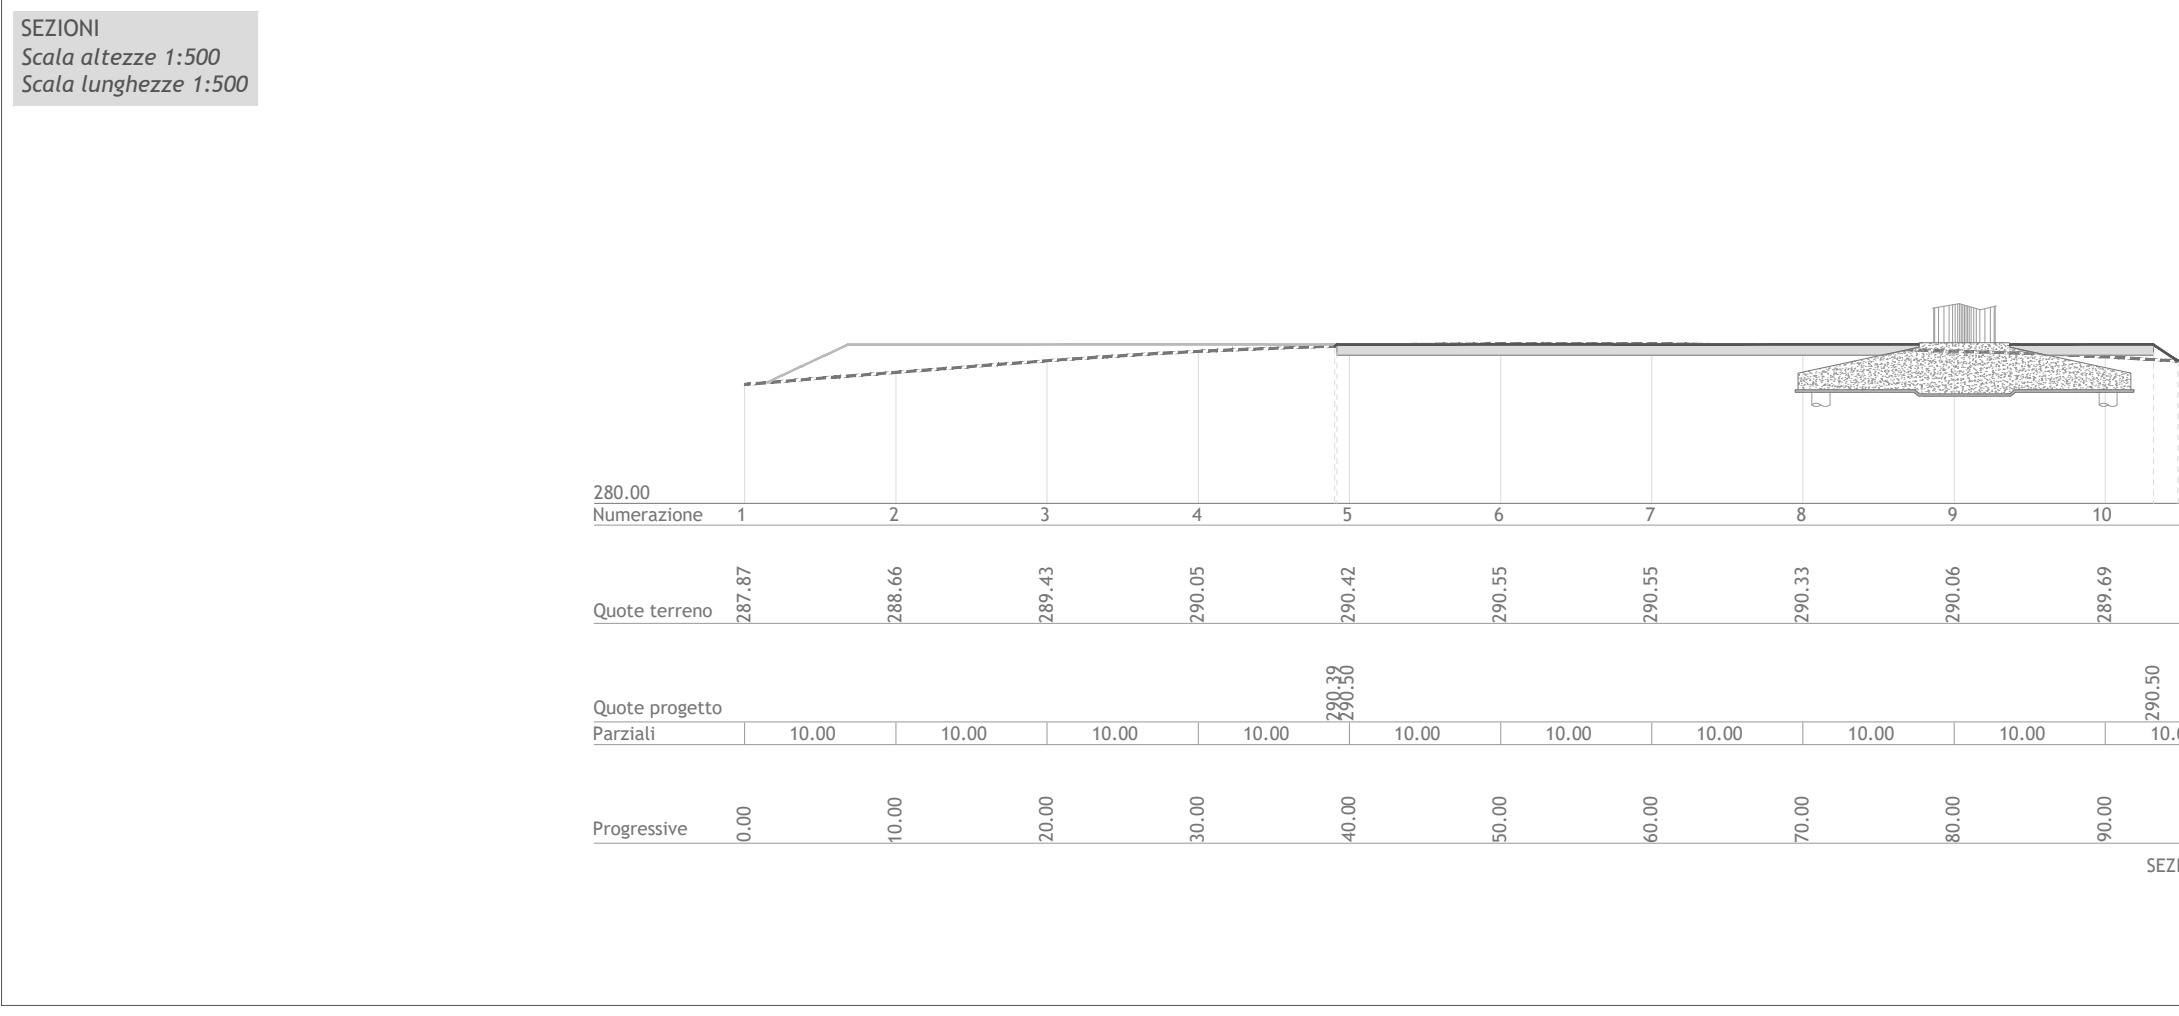 SEZIONI
Scala altezze 1:500
Scala lunghezze 1:500
280.00
Numerazione 1 2 3 4 5 6 7 8 9 10
Quote terreno 287.87 288.66 289.43 290.05 290.42 290.55 290.55 290.33 290.06 289.69
Quote progetto 290.39 290.50 290.50
Parziali 10.00 10.00 10.00 10.00 10.00 10.00 10.00 10.00 10.00 10.0
Progressive 0.00 10.00 20.00 30.00 40.00 50.00 60.00 70.00 80.00 90.00
SEZI